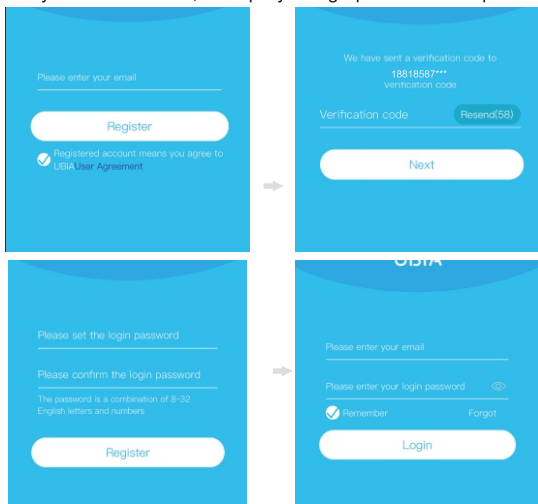 Please enter your email
Register
Registered account means you agree to
UBIAUser Agreement
We have sent a verification code to
18818587***
verification code
Verification code Resend(58)
Next
Please set the login password
Please confirm the login password
The password is a combination of 8-32
English letters and numbers
Register
UBIA
Please enter your email
Please enter your login password
Remember Forgot
Login